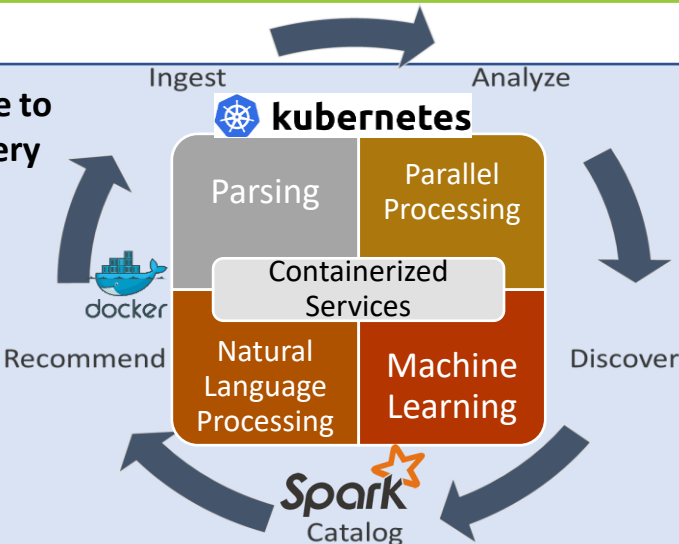 Ingest
Analyze
e to
ery
kubernetes
Parsing
Parallel
Processing
Containerized
Services
docker
Recommend
Natural
Language
Processing
Machine
Learning
Discover
Spark
Catalog